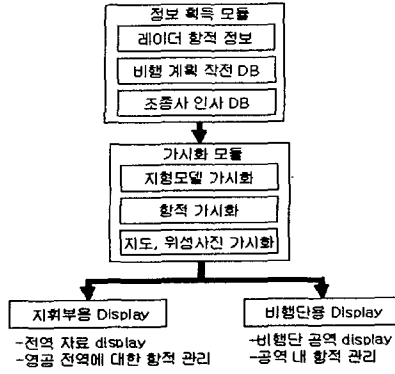 정보 획득 모듈
레이더 항적 정보
비행 계획 작전 DB
조종사 인사 DB
가시화 모듈
지형모델 가시화
항적 가시화
지도, 위성사진 가시화
지휘부용 Display
-전역 자료 display
-영공 전역에 대한 항적 관리
비행단용 Display
-비행단 공역 display
-공역 내 항적 관리